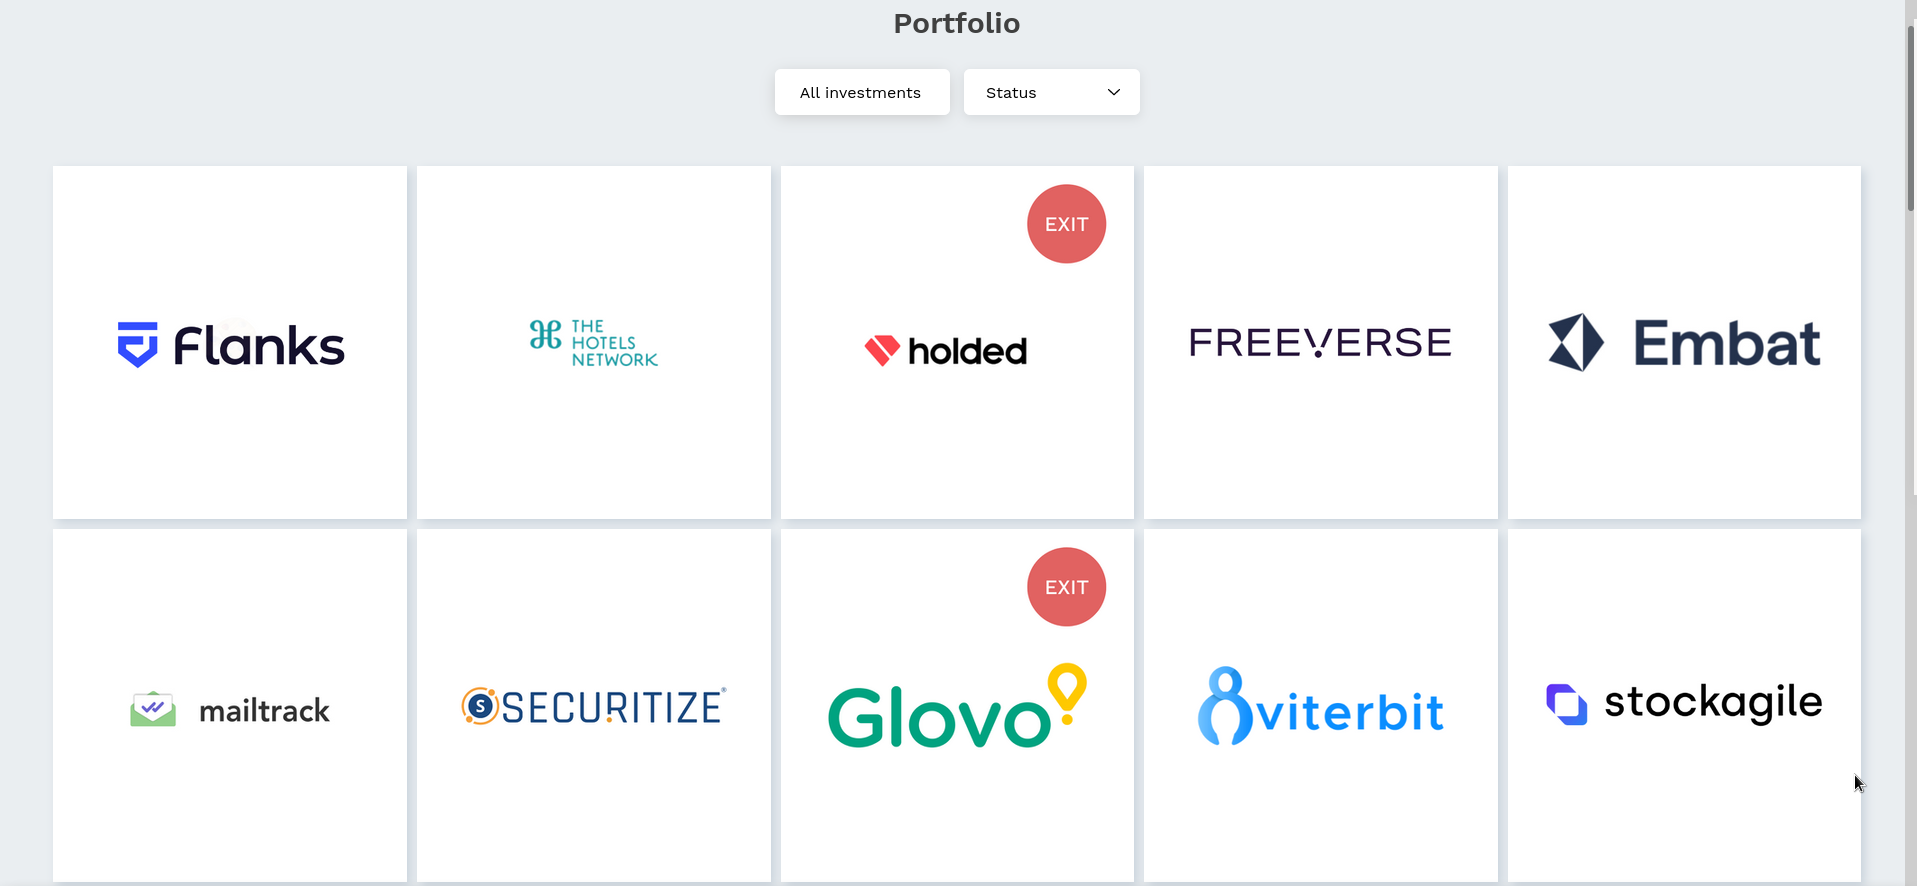 Portfolio
All investments
Status
Flanks
THE
HOTELS
NETWORK
EXIT
holded
FREEVERSE
Embat
mailtrack
S SECURITIZE®
EXIT
Glovo
viterbit
stockagile